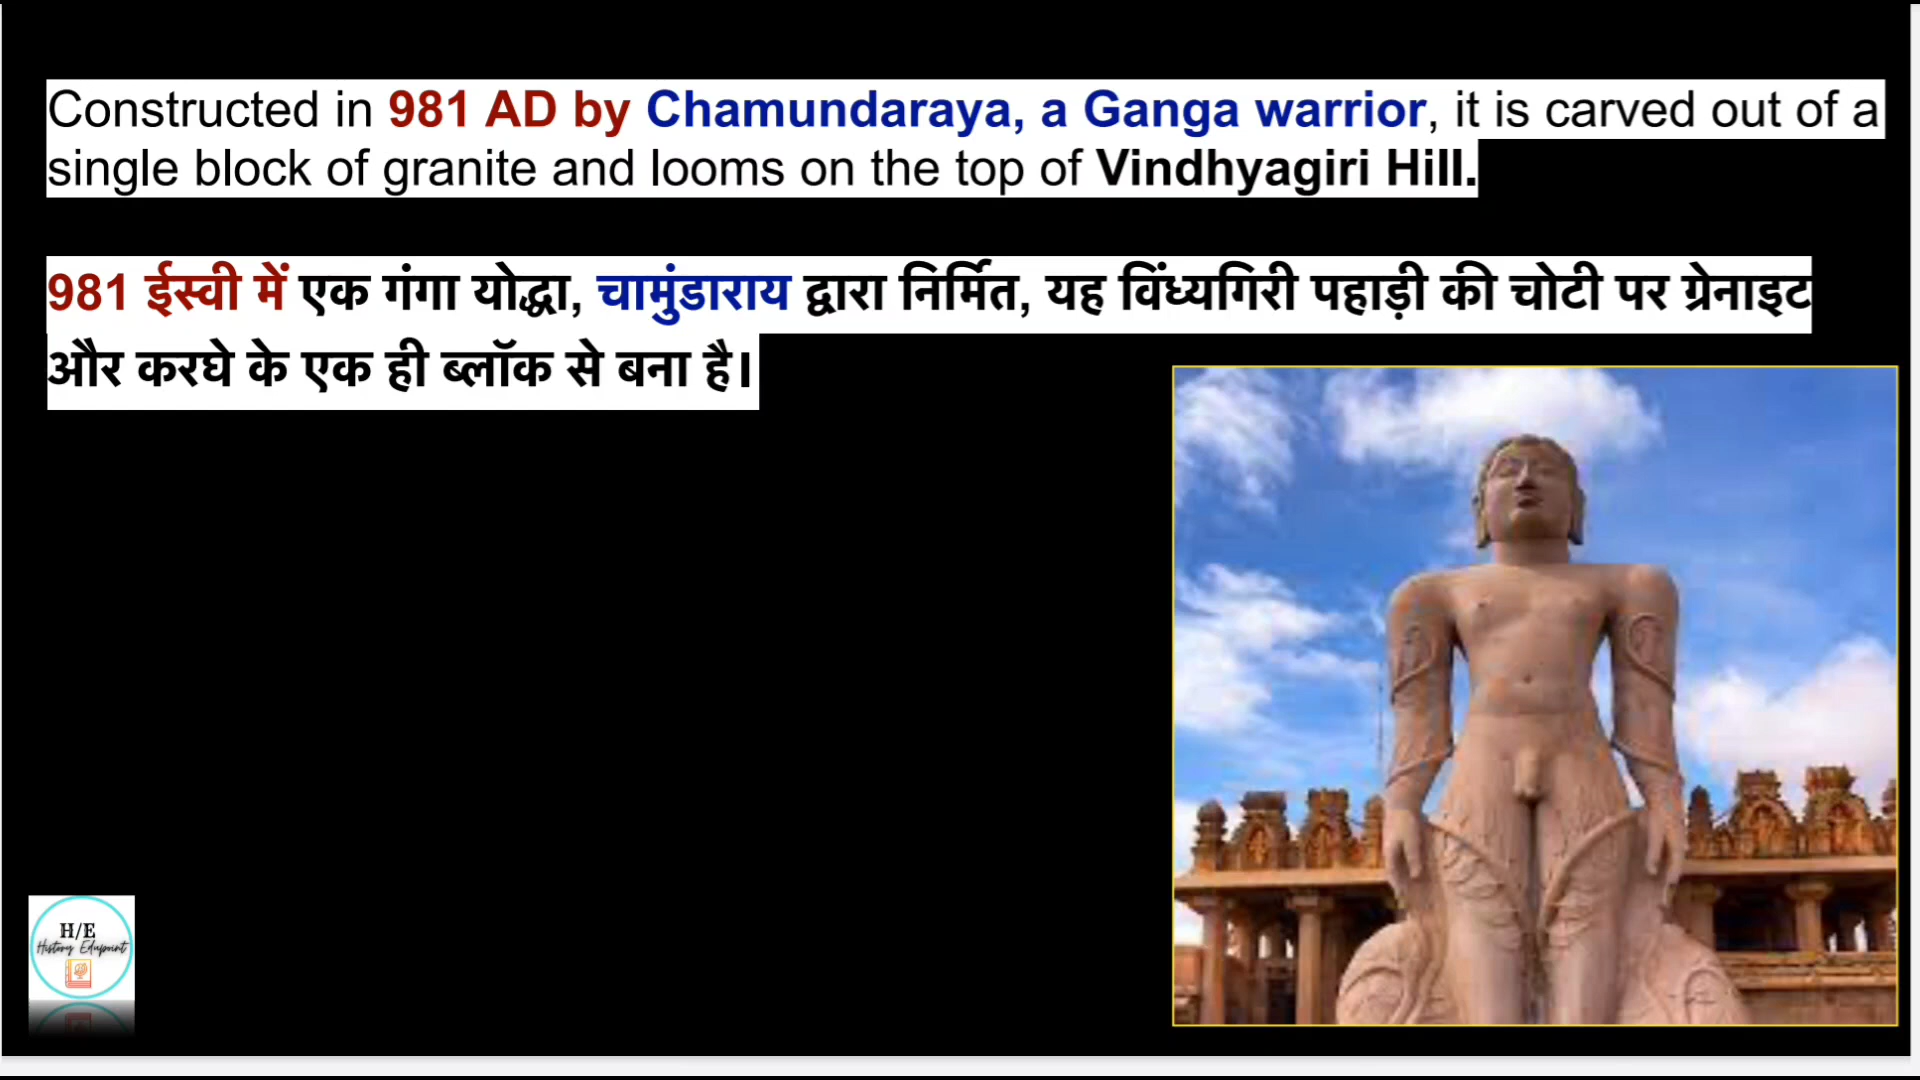 Constructed in 981 AD by Chamundaraya, a Ganga warrior, it is carved out of a
single block of granite and looms on the top of Vindhyagiri Hill.
981 ईस्वी में एक गंगा योद्धा, चामुंडाराय द्वारा निर्मित, यह विंध्यगिरी पहाड़ी की चोटी पर ग्रेनाइट
और करघे के एक ही ब्लॉक से बना है।
H/E
History Edupoint